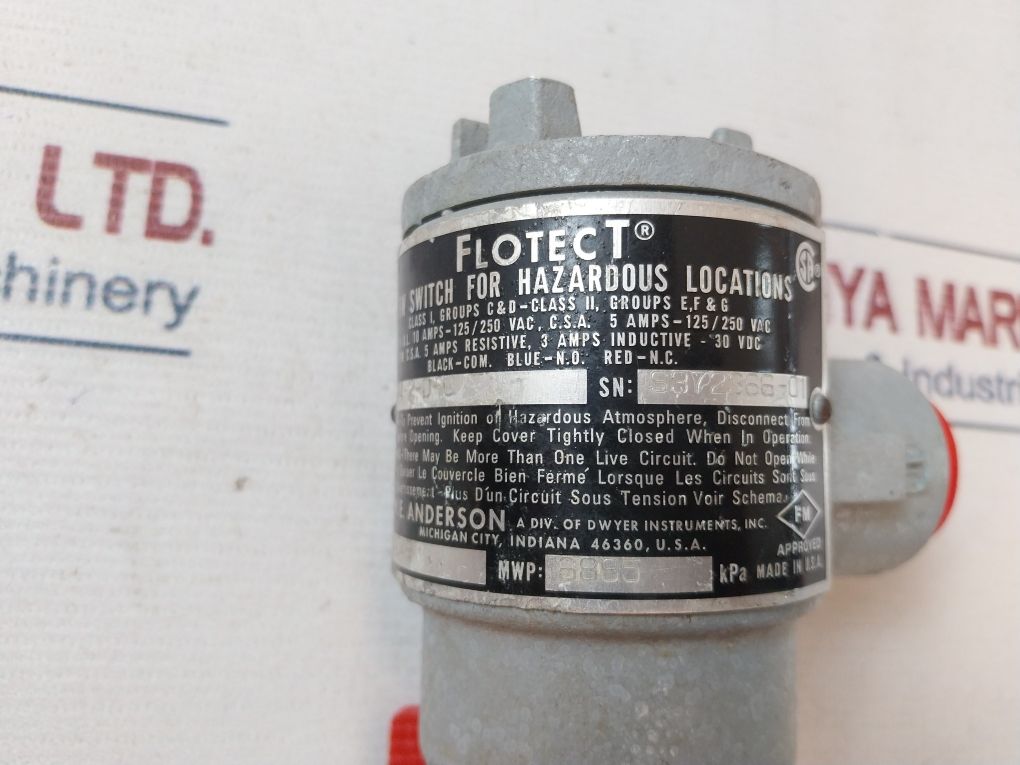 LTD.
chinery
YA MAR
& Industri
FLOTECT®
SWITCH FOR HAZARDOUS LOCATIONS
CLASS I, GROUPS C&D-CLASS II, GROUPS E,F & G
10 AMPS-125/250 VAC, C.S.A. 5 AMPS-125/250 VAC
C.S.A. 5 AMPS RESISTIVE, 3 AMPS INDUCTIVE - 30 VDC
BLACK-COM. BLUE-N.O. RED-N.C.
SN:
Prevent Ignition of Hazardous Atmosphere, Disconnect From
Opening. Keep Cover Tightly Closed When In Operation.
There May Be More Than One Live Circuit. Do Not Open While
Le Couvercle Bien Fermé Lorsque Les Circuits Sont Sous
Plus D'un Circuit Sous Tension Voir Schema.
E. ANDERSON A DIV. OF DWYER INSTRUMENTS, INC.
MICHIGAN CITY, INDIANA 46360, U.S.A.
FM
APPROVED
MWP: kPa MADE IN U.S.A.